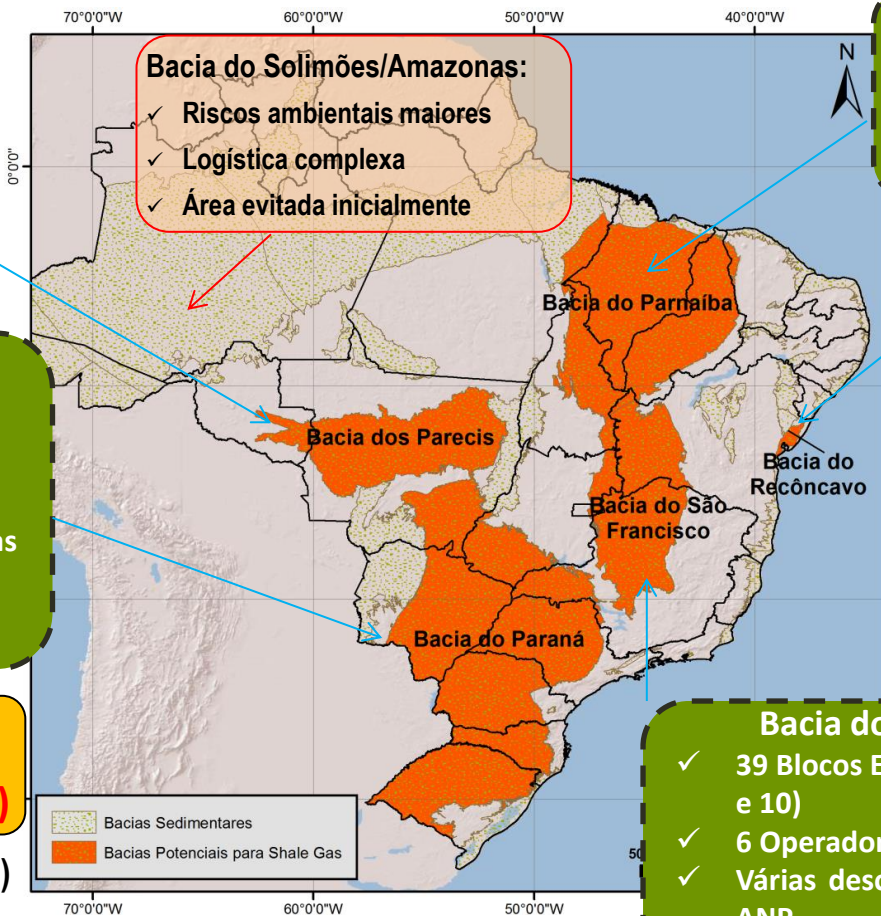 70°0'0"W 60°0'0"W 50°0'0"W 40°0'0"W
N
0°0'0"
Bacia do Solimões/Amazonas:
✓ Riscos ambientais maiores
✓ Logística complexa
✓ Área evitada inicialmente
Bacia do Parnaíba
Bacia dos Parecis
Bacia do
Recôncavo
Bacia do São
Francisco
Bacia do Paraná
Bacias Sedimentares
Bacias Potenciais para Shale Gas
)
)
Bacia do
✓ 39 Blocos
e 10)
✓ 6
✓ Várias
ANP
70°0'0"W 60°0'0"W 50°0'0"W